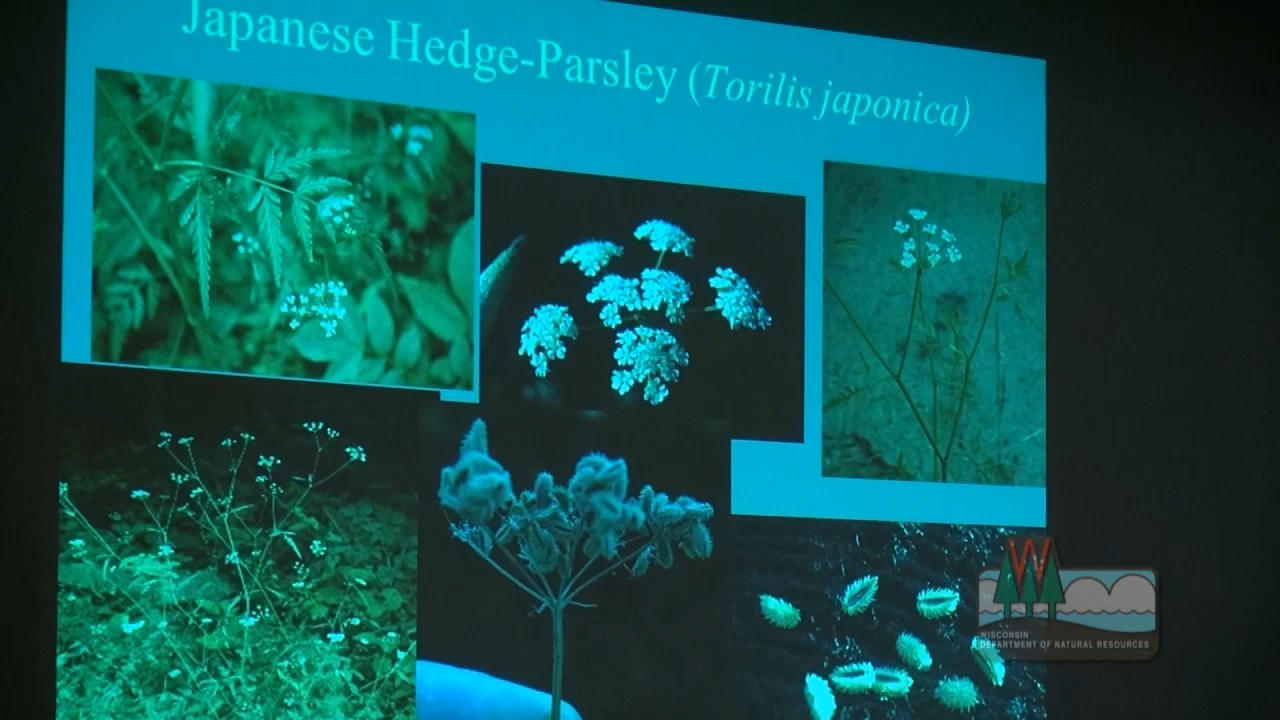 Japanese Hedge-Parsley (Torilis japonica)
WISCONSIN
DEPARTMENT OF NATURAL RESOURCES